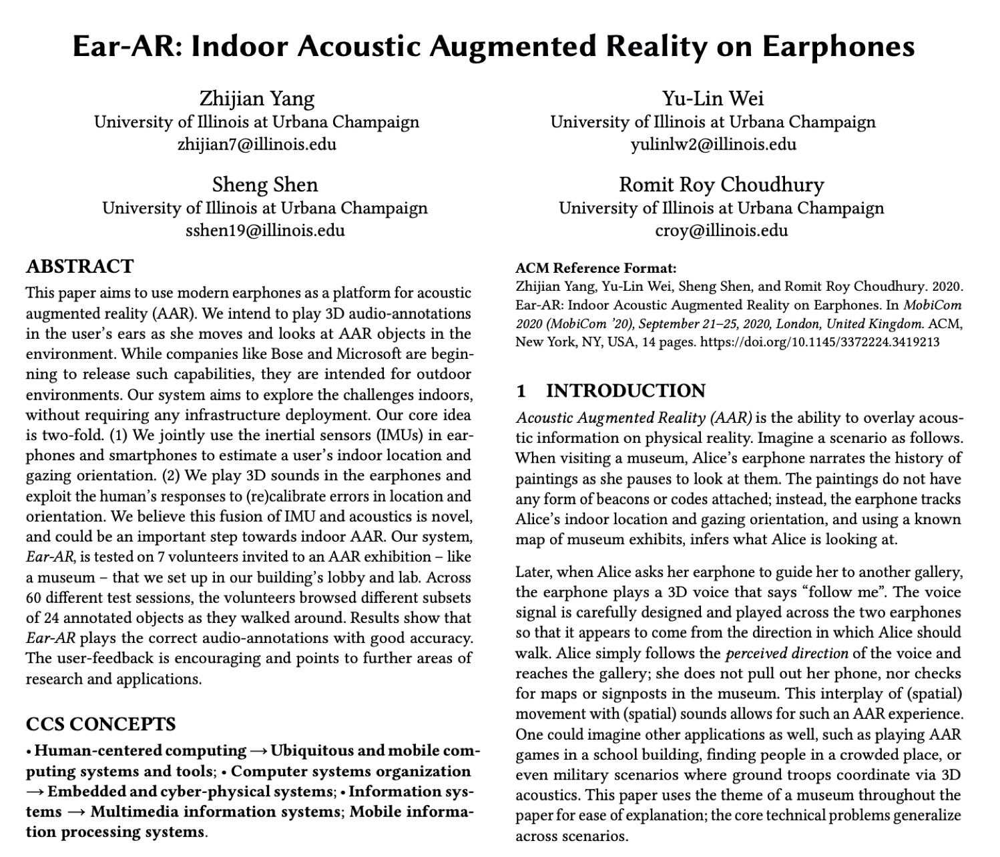 Ear-AR: Indoor Acoustic Augmented Reality on Earphones
Zhijian Yang
University of Illinois at Urbana Champaign
zhijian7@illinois.edu
Yu-Lin Wei
University of Illinois at Urbana Champaign
yulinlw2@illinois.edu
Sheng Shen
University of Illinois at Urbana Champaign
sshen19@illinois.edu
Romit Roy Choudhury
University of Illinois at Urbana Champaign
croy@illinois.edu
ABSTRACT
This paper aims to use modern earphones as a platform for acoustic
augmented reality (AAR). We intend to play 3D audio-annotations
in the user's ears as she moves and looks at AAR objects in the
environment. While companies like Bose and Microsoft are begin-
ning to release such capabilities, they are intended for outdoor
environments. Our system aims to explore the challenges indoors,
without requiring any infrastructure deployment. Our core idea
is two-fold. (1) We jointly use the inertial sensors (IMUs) in ear-
phones and smartphones to estimate a user's indoor location and
gazing orientation. (2) We play 3D sounds in the earphones and
exploit the human's responses to (re)calibrate errors in location and
orientation. We believe this fusion of IMU and acoustics is novel,
and could be an important step towards indoor AAR. Our system,
Ear-AR, is tested on 7 volunteers invited to an AAR exhibition – like
a museum – that we set up in our building's lobby and lab. Across
60 different test sessions, the volunteers browsed different subsets
of 24 annotated objects as they walked around. Results show that
Ear-AR plays the correct audio-annotations with good accuracy.
The user-feedback is encouraging and points to further areas of
research and applications.
CCS CONCEPTS
• Human-centered computing → Ubiquitous and mobile com-
puting systems and tools; • Computer systems organization
→ Embedded and cyber-physical systems; • Information sys-
tems → Multimedia information systems; Mobile informa-
tion processing systems.
ACM Reference Format:
Zhijian Yang, Yu-Lin Wei, Sheng Shen, and Romit Roy Choudhury. 2020.
Ear-AR: Indoor Acoustic Augmented Reality on Earphones. In MobiCom
2020 (MobiCom '20), September 21–25, 2020, London, United Kingdom. ACM,
New York, NY, USA, 14 pages. https://doi.org/10.1145/3372224.3419213
1 INTRODUCTION
Acoustic Augmented Reality (AAR) is the ability to overlay acous-
tic information on physical reality. Imagine a scenario as follows.
When visiting a museum, Alice's earphone narrates the history of
paintings as she pauses to look at them. The paintings do not have
any form of beacons or codes attached; instead, the earphone tracks
Alice's indoor location and gazing orientation, and using a known
map of museum exhibits, infers what Alice is looking at.
Later, when Alice asks her earphone to guide her to another gallery,
the earphone plays a 3D voice that says “follow me”. The voice
signal is carefully designed and played across the two earphones
so that it appears to come from the direction in which Alice should
walk. Alice simply follows the perceived direction of the voice and
reaches the gallery; she does not pull out her phone, nor checks
for maps or signposts in the museum. This interplay of (spatial)
movement with (spatial) sounds allows for such an AAR experience.
One could imagine other applications as well, such as playing AAR
games in a school building, finding people in a crowded place, or
even military scenarios where ground troops coordinate via 3D
acoustics. This paper uses the theme of a museum throughout the
paper for ease of explanation; the core technical problems generalize
across scenarios.